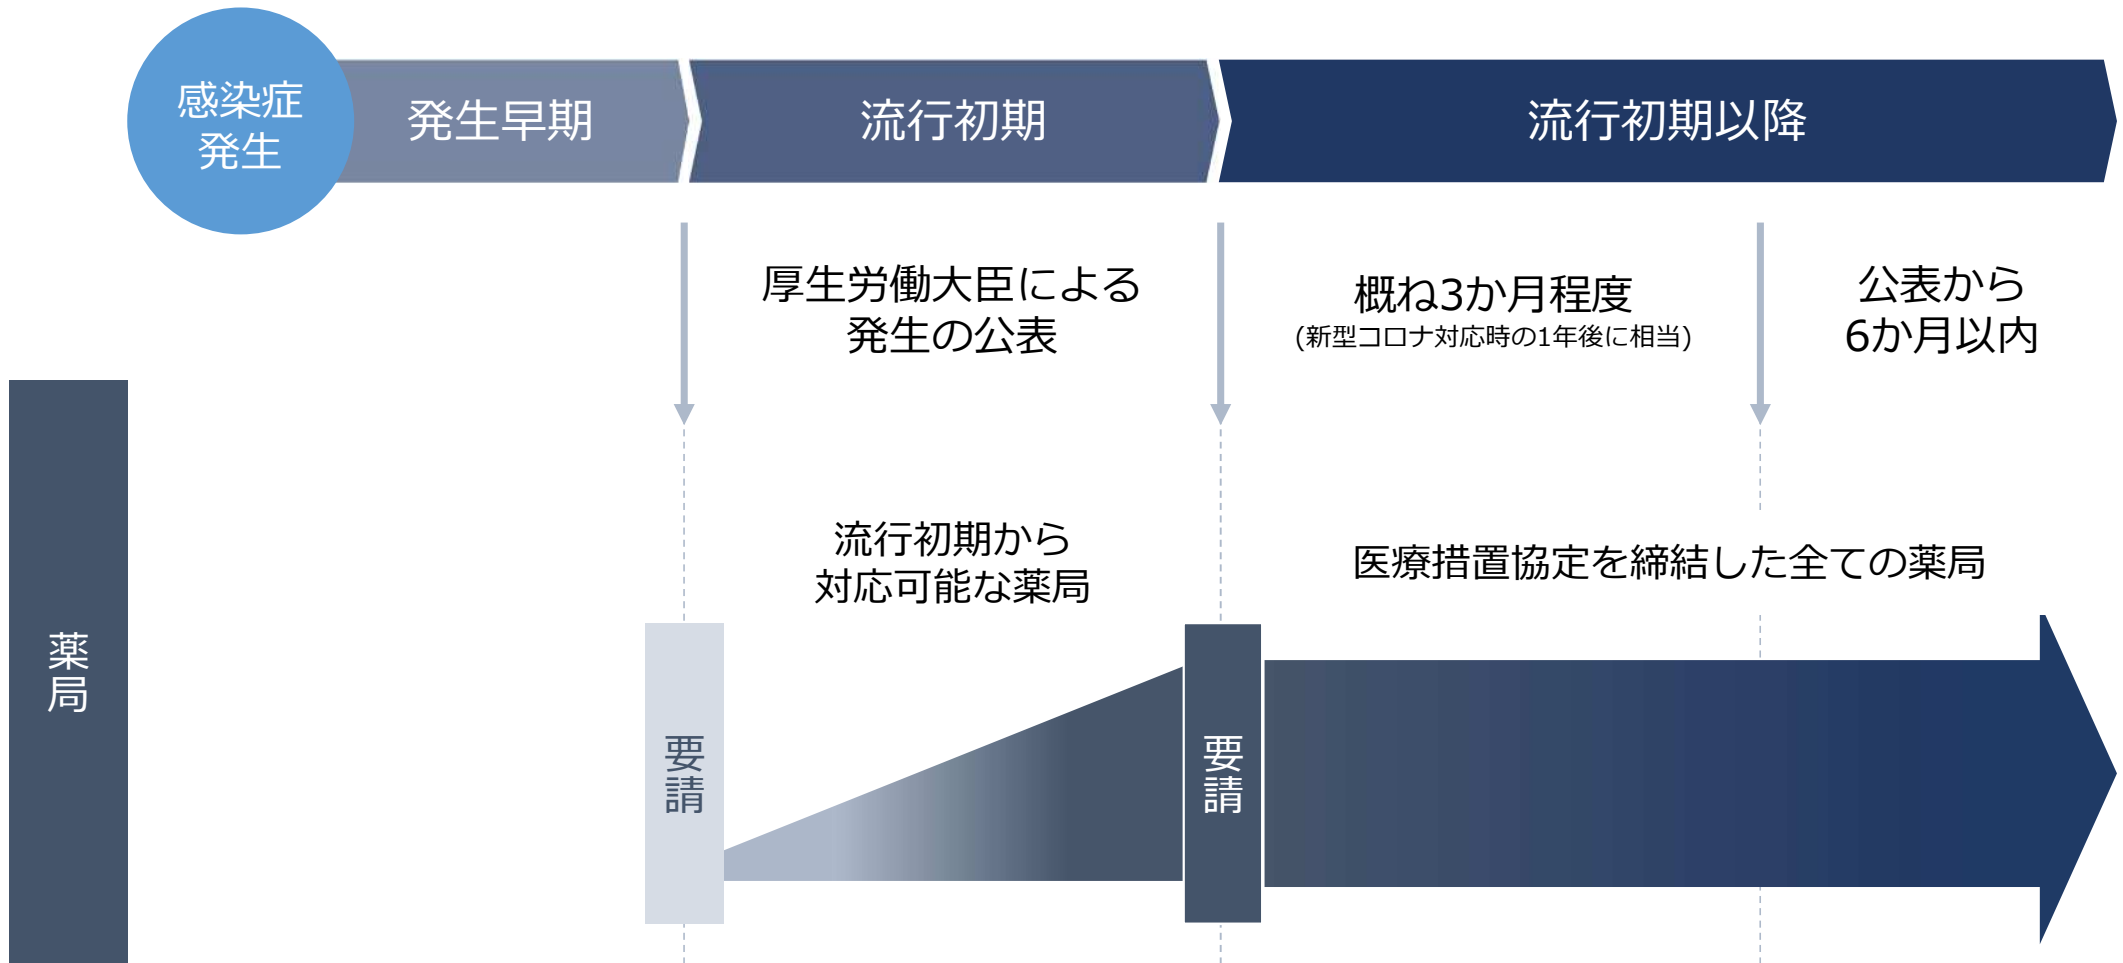 感染症
発生
発生早期
流行初期
流行初期以降
厚生労働大臣による
発生の公表
概ね3か月程度
(新型コロナ対応時の1年後に相当)
公表から
6か月以内
薬局
流行初期から
対応可能な薬局
医療措置協定を締結した全ての薬局
要請
要請